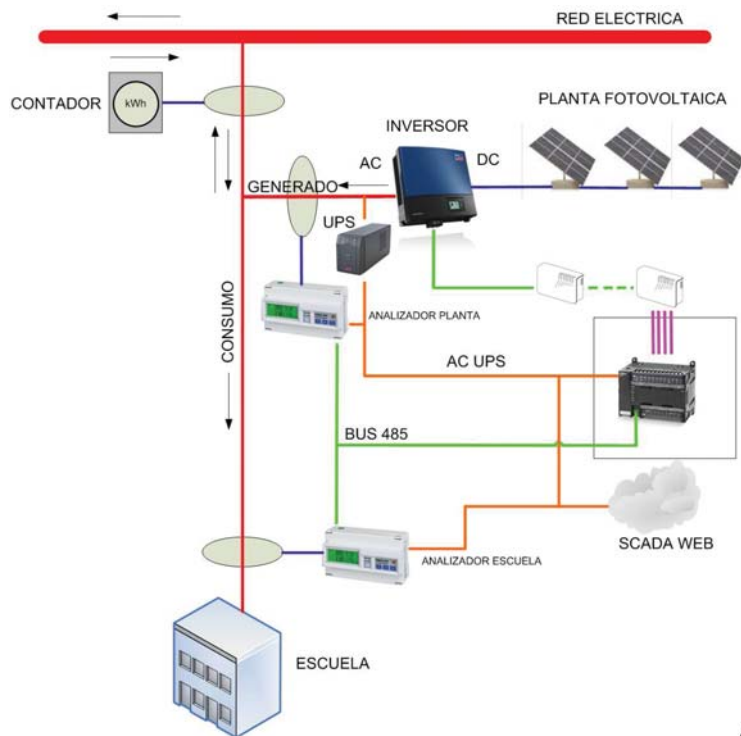 RED ELECTRICA
CONTADOR
kWh
PLANTA FOTOVOLTAICA
INVERSOR
AC
DC
GENERADO
UPS
ANALIZADOR PLANTA
CONSUMO
AC UPS
BUS 485
SCADA WEB
ANALIZADOR ESCUELA
ESCUELA